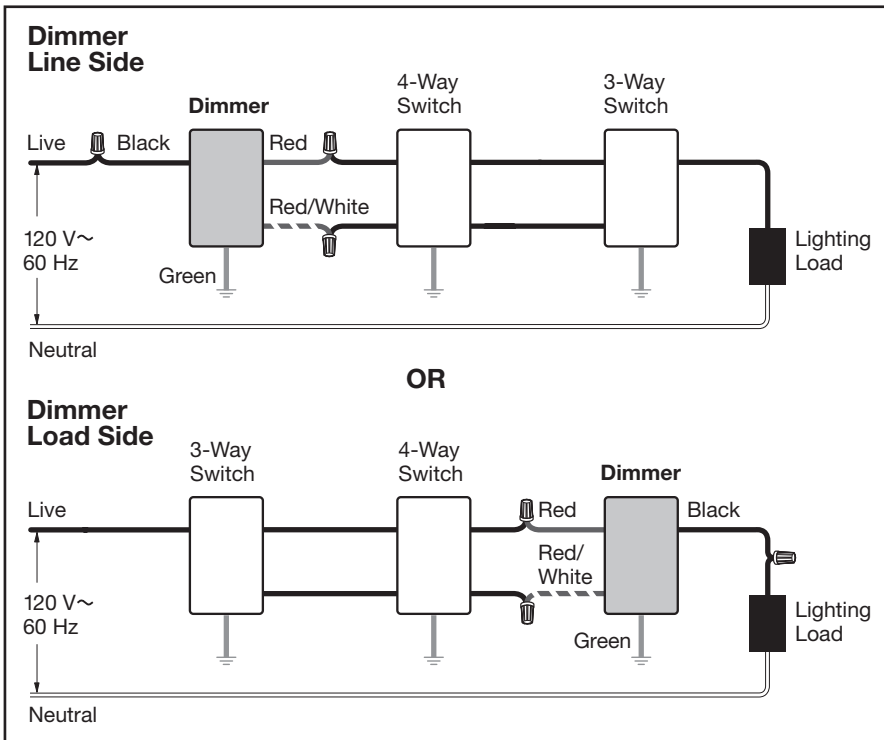 Dimmer
Line Side
4-Way
Switch
3-Way
Switch
Dimmer
Live
Black
Red
Red/White
120 V~
60 Hz
Green
Lighting
Load
Neutral
OR
Dimmer
Load Side
3-Way
Switch
4-Way
Switch
Dimmer
Live
Red
Black
Red/
White
120 V~
60 Hz
Green
Lighting
Load
Neutral